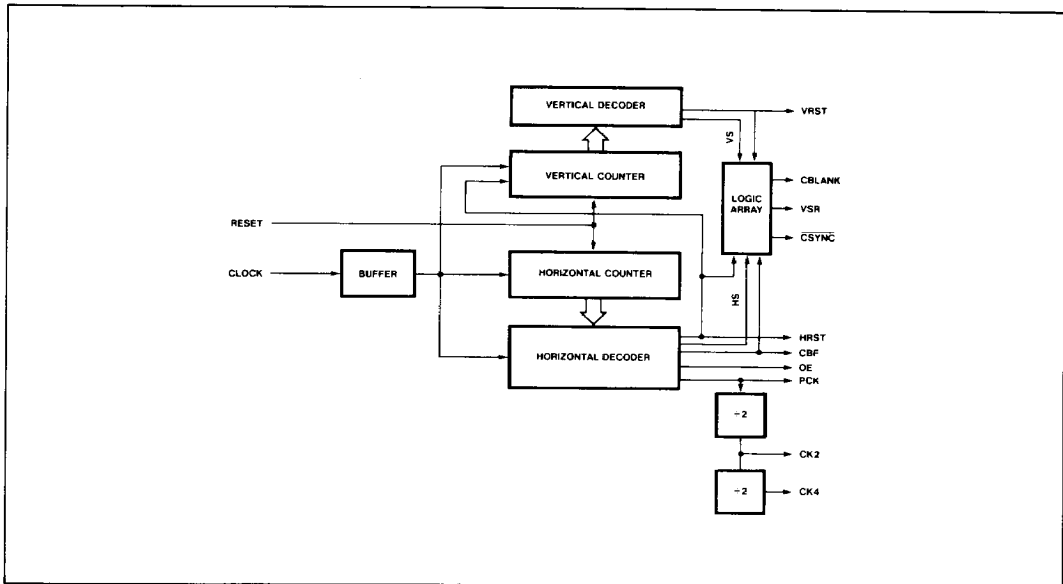 VERTICAL DECODER
VRST
VS
VERTICAL COUNTER
LOGIC
ARRAY
CBLANK
VSR
CSYNC
RESET
CLOCK
BUFFER
HORIZONTAL COUNTER
HS
HORIZONTAL DECODER
HRST
CBF
OE
PCK
÷2
CK2
÷2
CK4